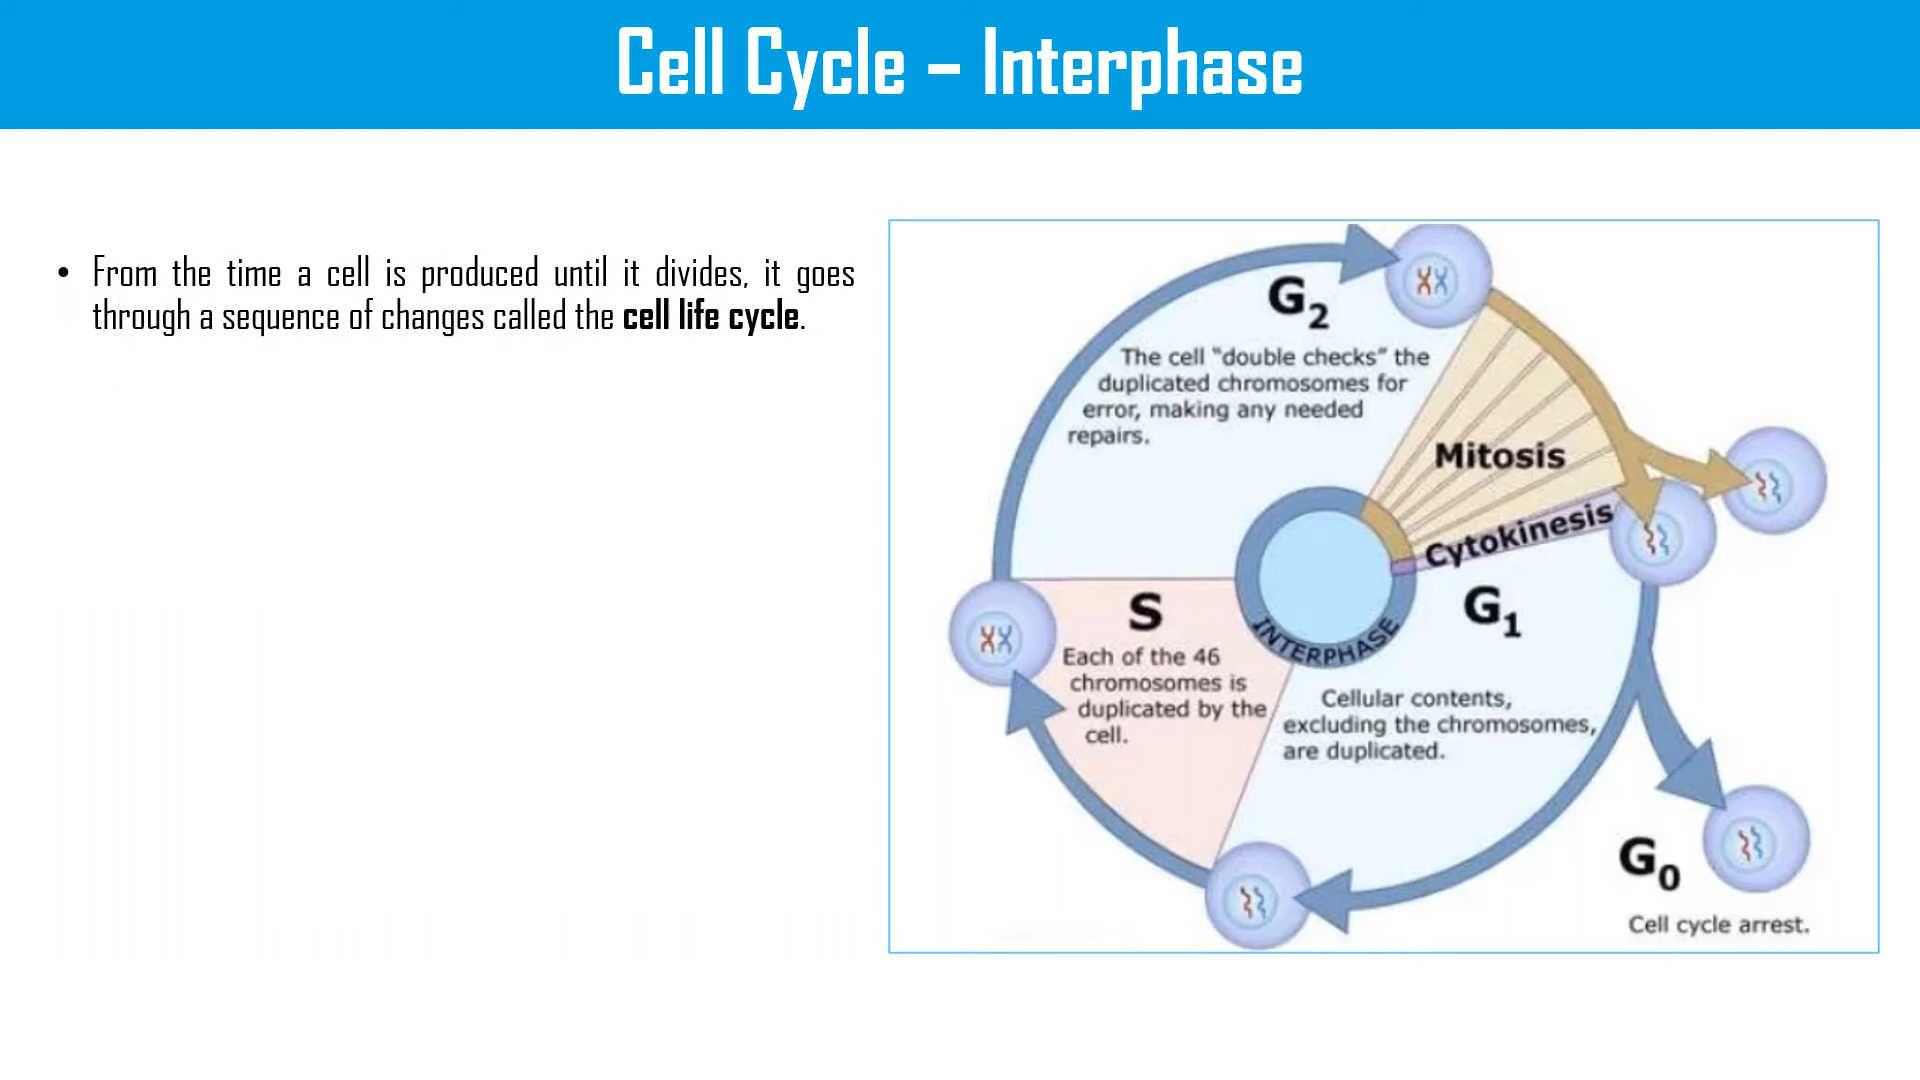 Cell Cycle – Interphase
• From the time a cell is produced until it divides, it goes
through a sequence of changes called the cell life cycle.
G2
The cell "double checks" the
duplicated chromosomes for
error, making any needed
repairs.
Mitosis
Cytokinesis
S
Each of the 46
chromosomes is
duplicated by the
cell.
INTERPHASE
G1
Cellular contents,
excluding the chromosomes,
are duplicated.
G0
Cell cycle arrest.